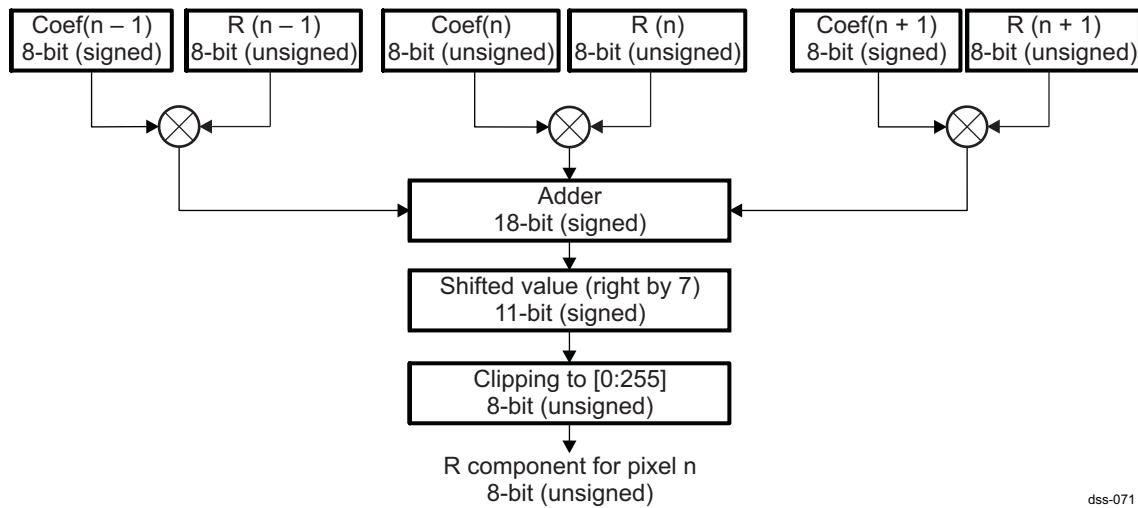 Coef(n – 1)
8-bit (signed)
R (n – 1)
8-bit (unsigned)
Coef(n)
8-bit (unsigned)
R (n)
8-bit (unsigned)
Coef(n + 1)
8-bit (signed)
R (n + 1)
8-bit (unsigned)
Adder
18-bit (signed)
Shifted value (right by 7)
11-bit (signed)
Clipping to [0:255]
8-bit (unsigned)
R component for pixel n
8-bit (unsigned)
dss-071